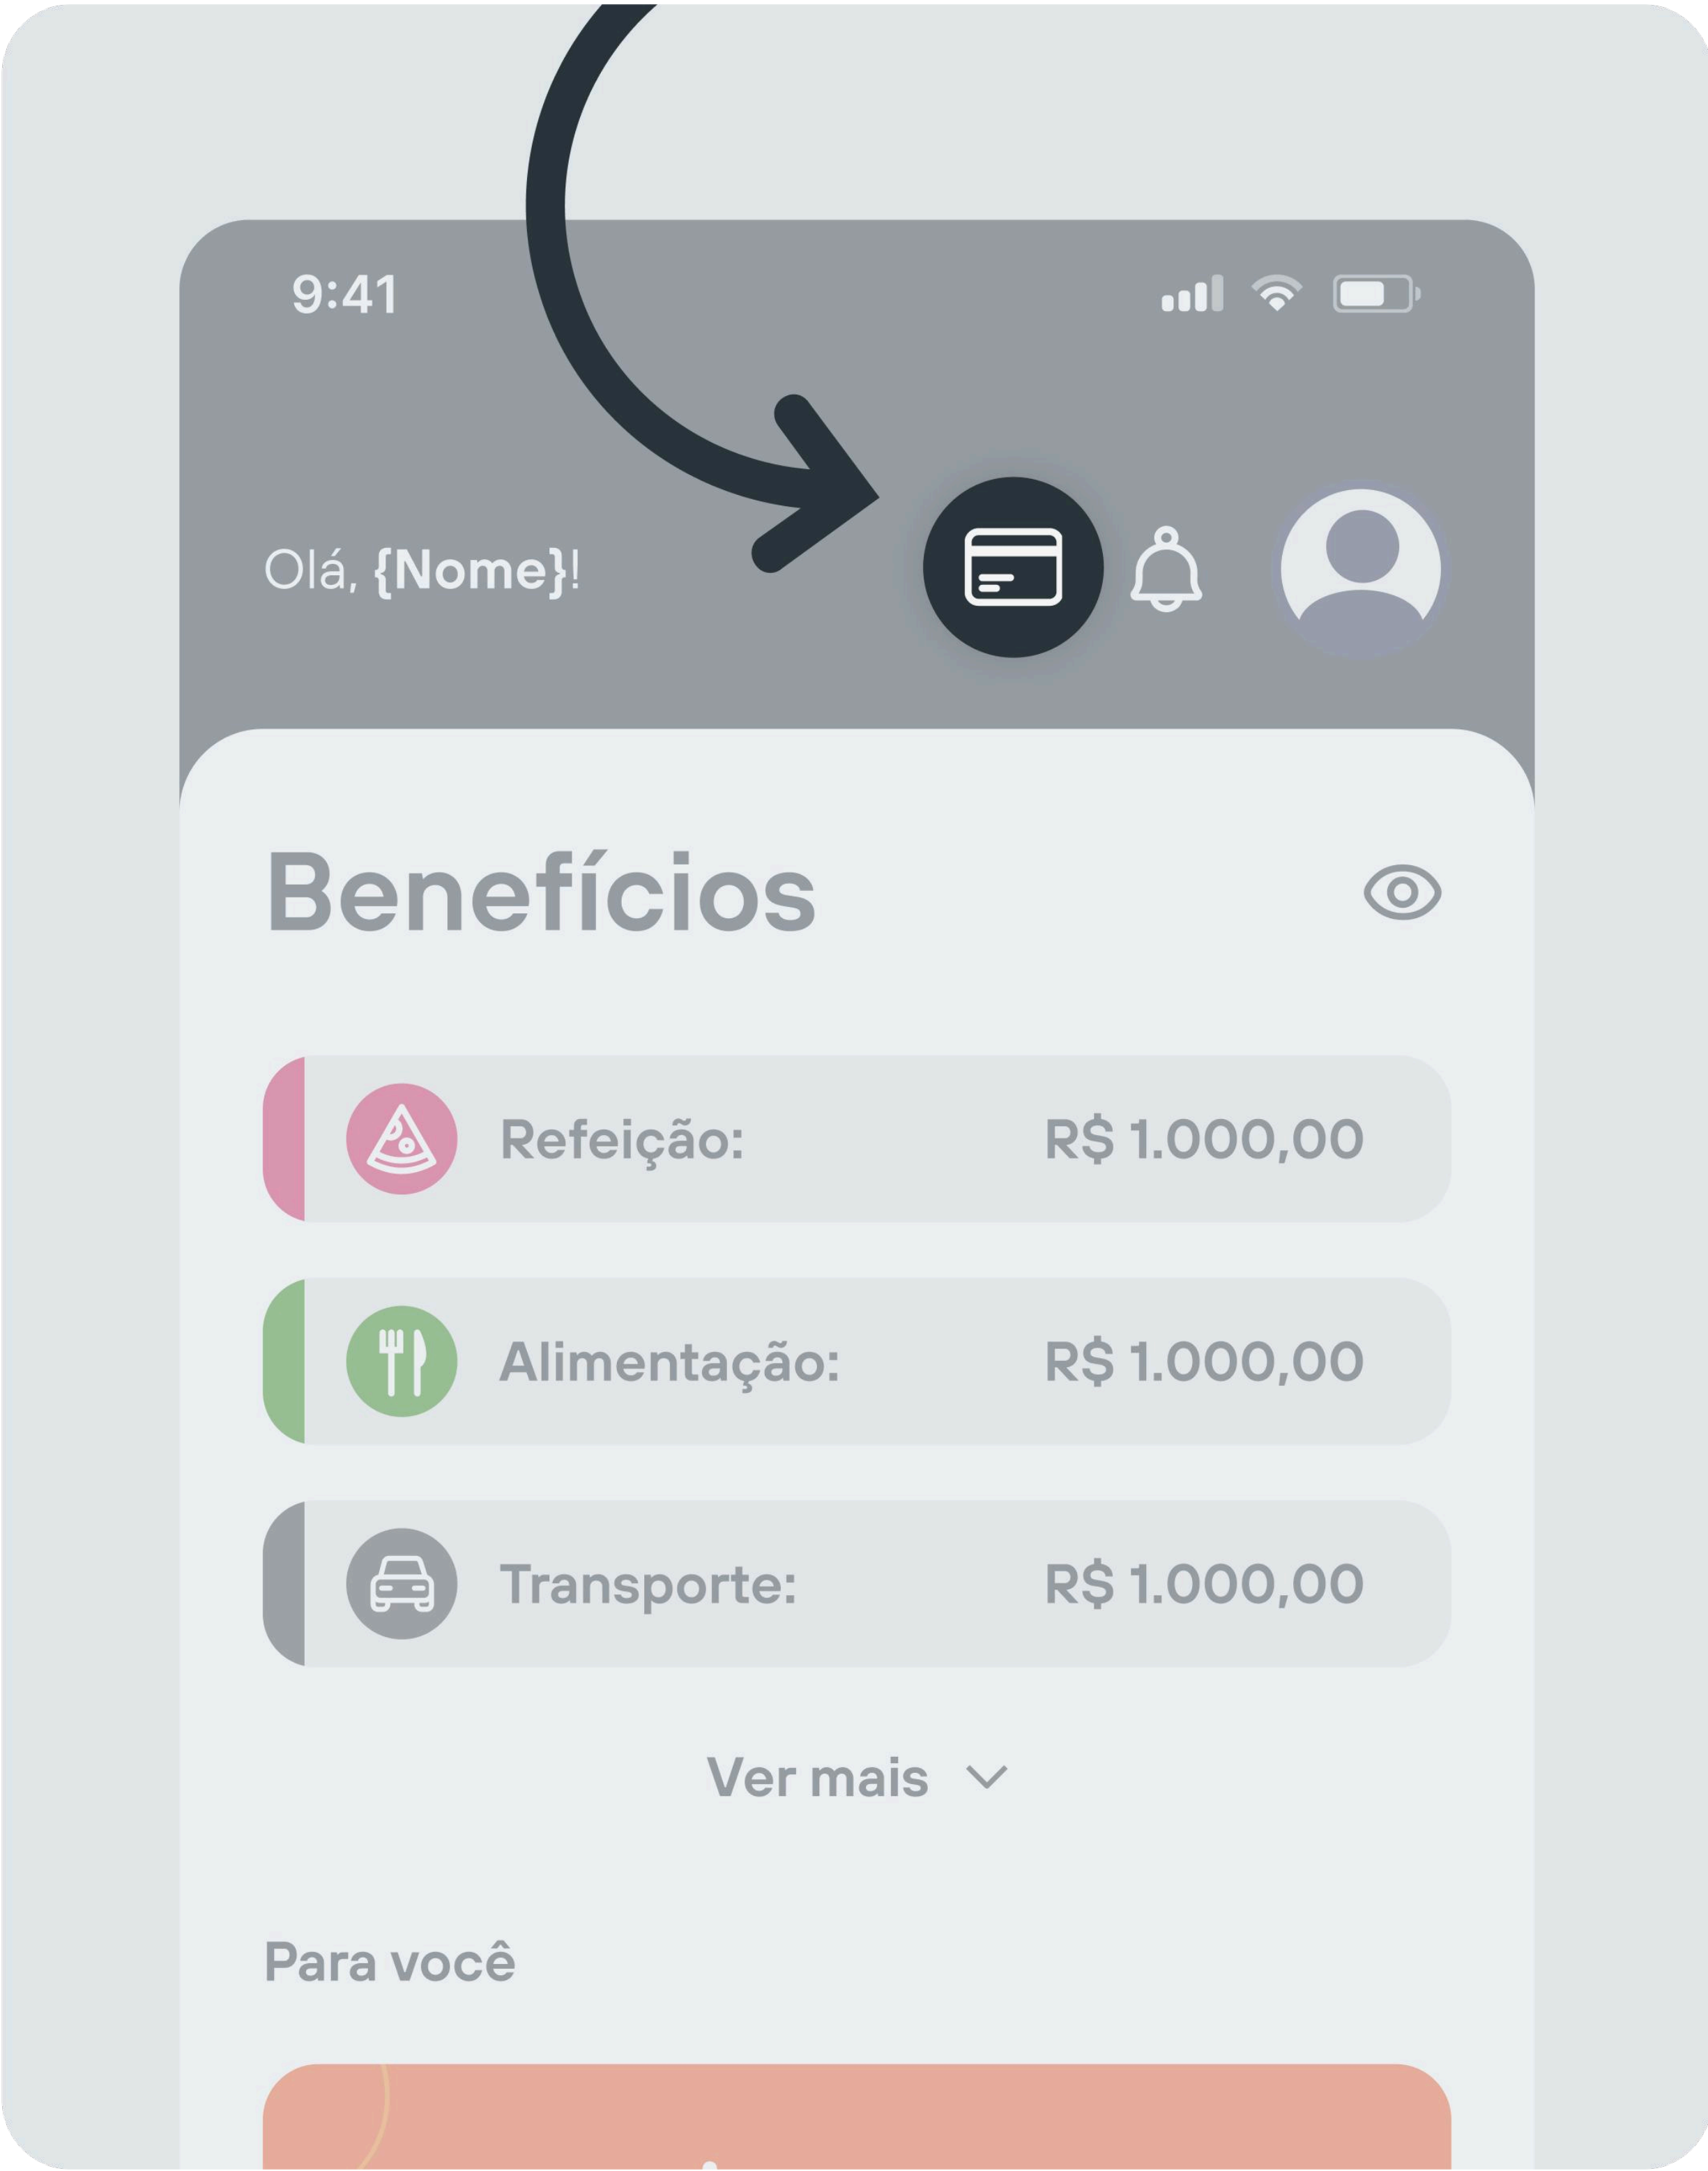 9:41
Olá, {Nome}!
Benefícios
Refeição: R$ 1.000,00
Alimentação: R$ 1.000,00
Transporte: R$ 1.000,00
Ver mais
Para você